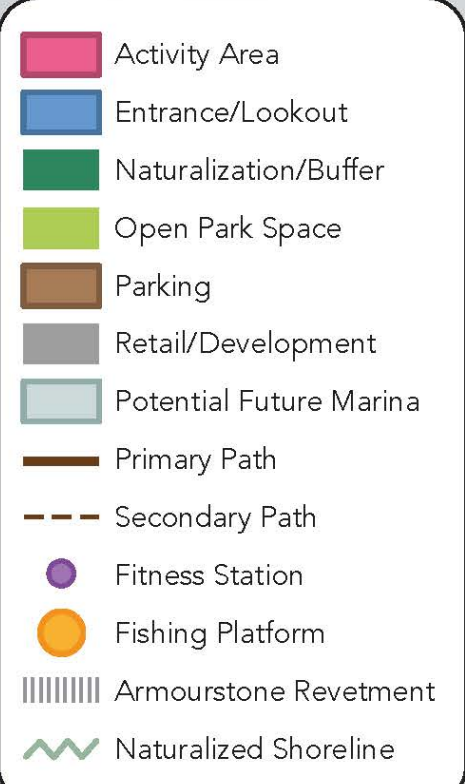 Activity Area
Entrance/Lookout
Naturalization/Buffer
Open Park Space
Parking
Retail/Development
Potential Future Marina
Primary Path
Secondary Path
Fitness Station
Fishing Platform
Armourstone Revetment
Naturalized Shoreline